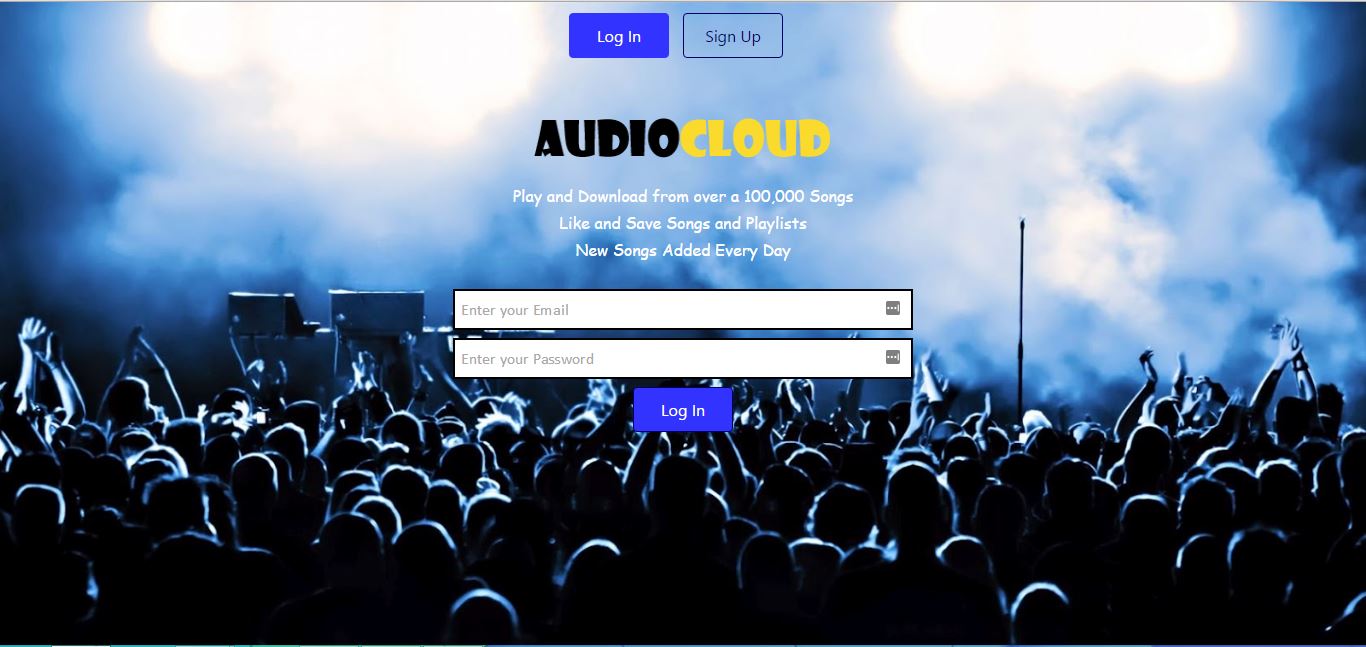 Log In Sign Up
AUDIOCLOUD
Play and Download from over a 100,000 Songs
Like and Save Songs and Playlists
New Songs Added Every Day
Enter your Email
Enter your Password
Log In